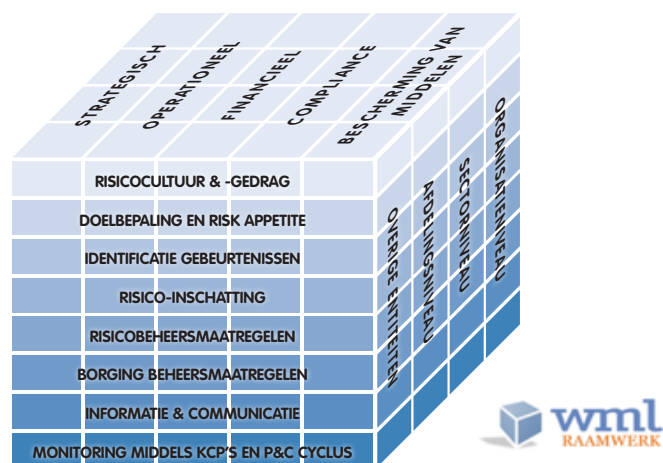 STRATEGISCH
OPERATIONEEL
FINANCIEEL
COMPLIANCE
BESCHERMING VAN
MIDDELEN
RISICOCULTUUR & -GEDRAG
DOELBEPALING EN RISK APPETITE
IDENTIFICATIE GEBEURTENISSEN
RISICO-INSCHATTING
RISICOBEHEERSMAATREGELEN
BORGING BEHEERSMAATREGELEN
INFORMATIE & COMMUNICATIE
MONITORING MIDDELS KCP'S EN P&C CYCLUS
OVERIGE ENTITEITEN
AFDELINGSNIVEAU
SECTORNIVEAU
ORGANISATIENIVEAU
wml
RAAMWERK